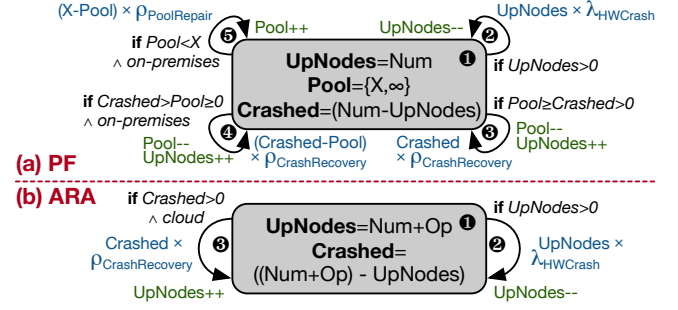 (X-Pool) × ρPoolRepair
Pool++
UpNodes--
UpNodes × λHWCrash
❺
❷
if Pool<X
∧ on-premises
UpNodes=Num
❶
Pool={X,∞}
Crashed=(Num-UpNodes)
if UpNodes>0
if Crashed>Pool≥0
∧ on-premises
if Pool≥Crashed>0
❹
❸
Pool--
UpNodes++
(Crashed-Pool)
× ρCrashRecovery
Crashed
× ρCrashRecovery
Pool--
UpNodes++
(a) PF
(b) ARA
if Crashed>0
∧ cloud
if UpNodes>0
UpNodes=Num+Op
❶
Crashed=
((Num+Op) - UpNodes)
❸
❷
Crashed ×
ρCrashRecovery
UpNodes ×
λHWCrash
UpNodes++
UpNodes--